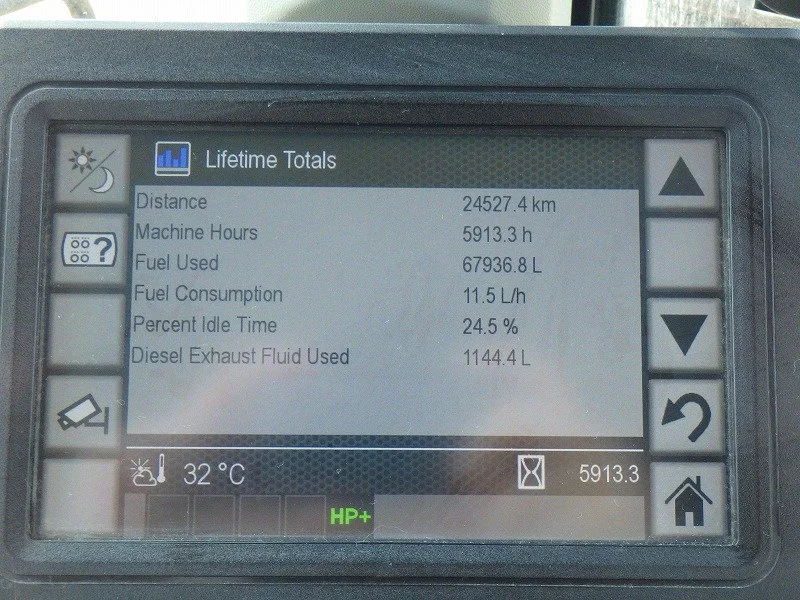 Lifetime Totals
Distance 24527.4 km
Machine Hours 5913.3 h
Fuel Used 67936.8 L
Fuel Consumption 11.5 L/h
Percent Idle Time 24.5 %
Diesel Exhaust Fluid Used 1144.4 L
32 °C 5913.3
HP+